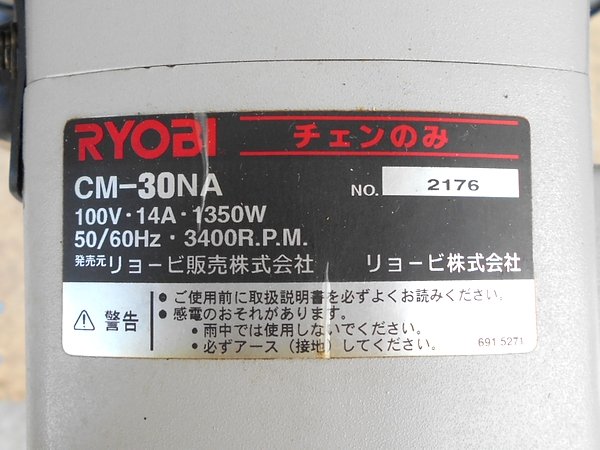 RYOBI チェンのみ
CM-30NA NO. 2176
100V・14A・1350W
50/60Hz・3400R.P.M.
発売元 リョービ販売株式会社 リョービ株式会社
⚠ 警告
● ご使用前に取扱説明書を必ずよくお読みください。
● 感電のおそれがあります。
・雨中では使用しないでください。
・必ずアース（接地）してください。
691 5271